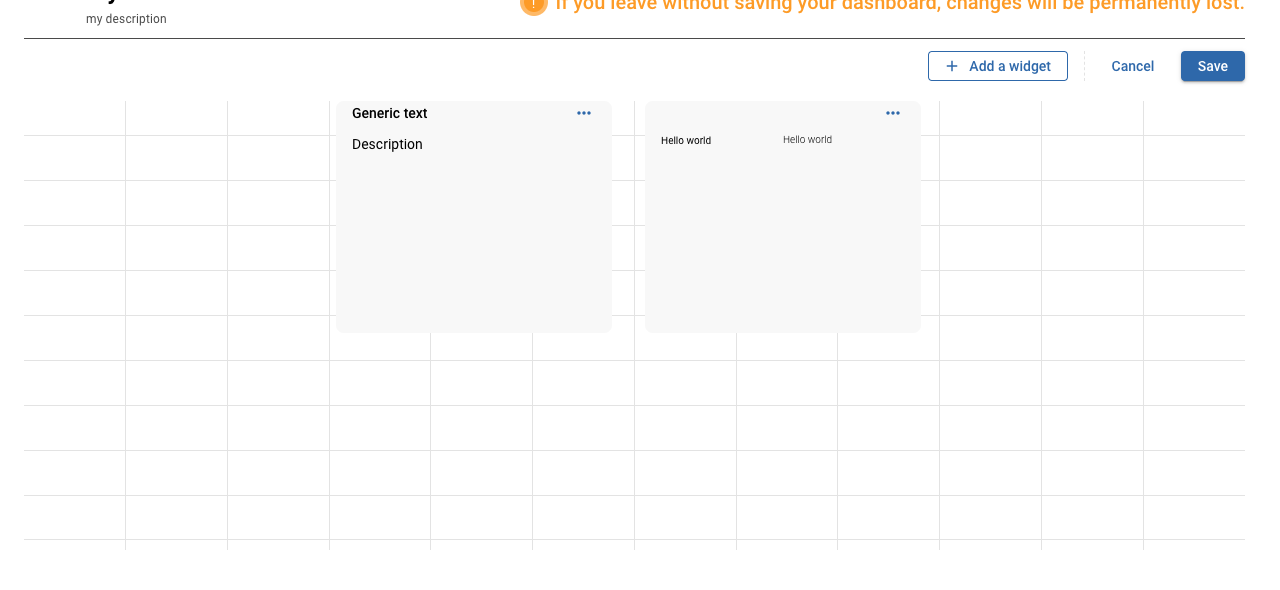 If you leave without saving your dashboard, changes will be permanently lost.
my description
Add a widget
Cancel
Save
Generic text
Description
Hello world
Hello world